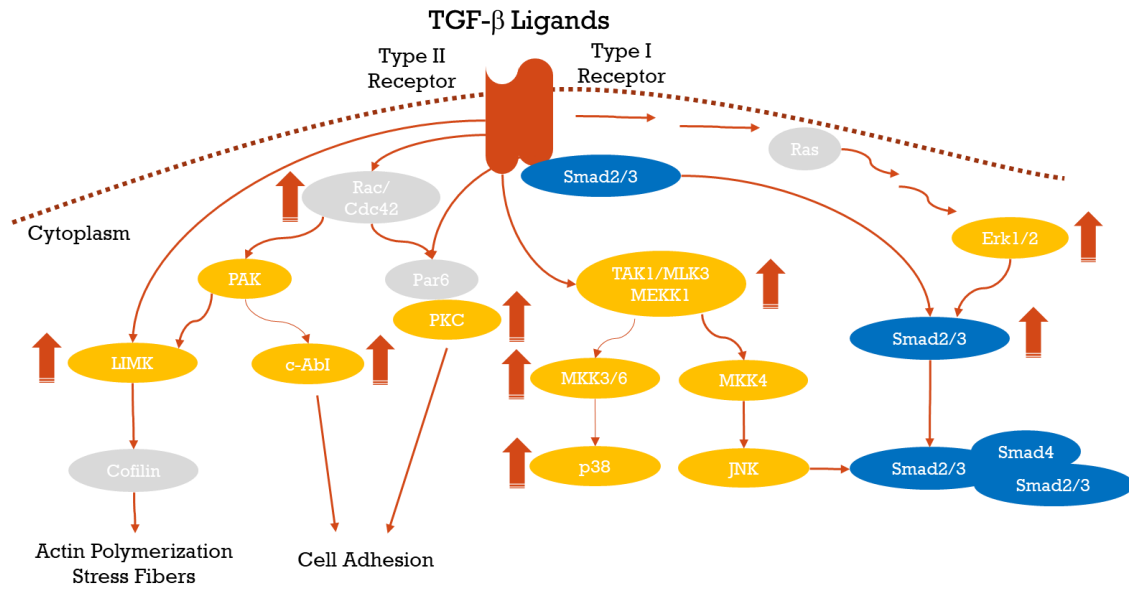 TGF-β Ligands
Type II
Receptor
Type I
Receptor
Ras
Smad2/3
Rac/
Cdc42
Cytoplasm
Erk1/2
PAK
Par6
TAK1/MLK3
MEKK1
PKC
Smad2/3
LIMK
c-AbI
MKK3/6
MKK4
Cofilin
p38
JNK
Smad2/3
Smad4
Smad2/3
Actin Polymerization
Stress Fibers
Cell Adhesion